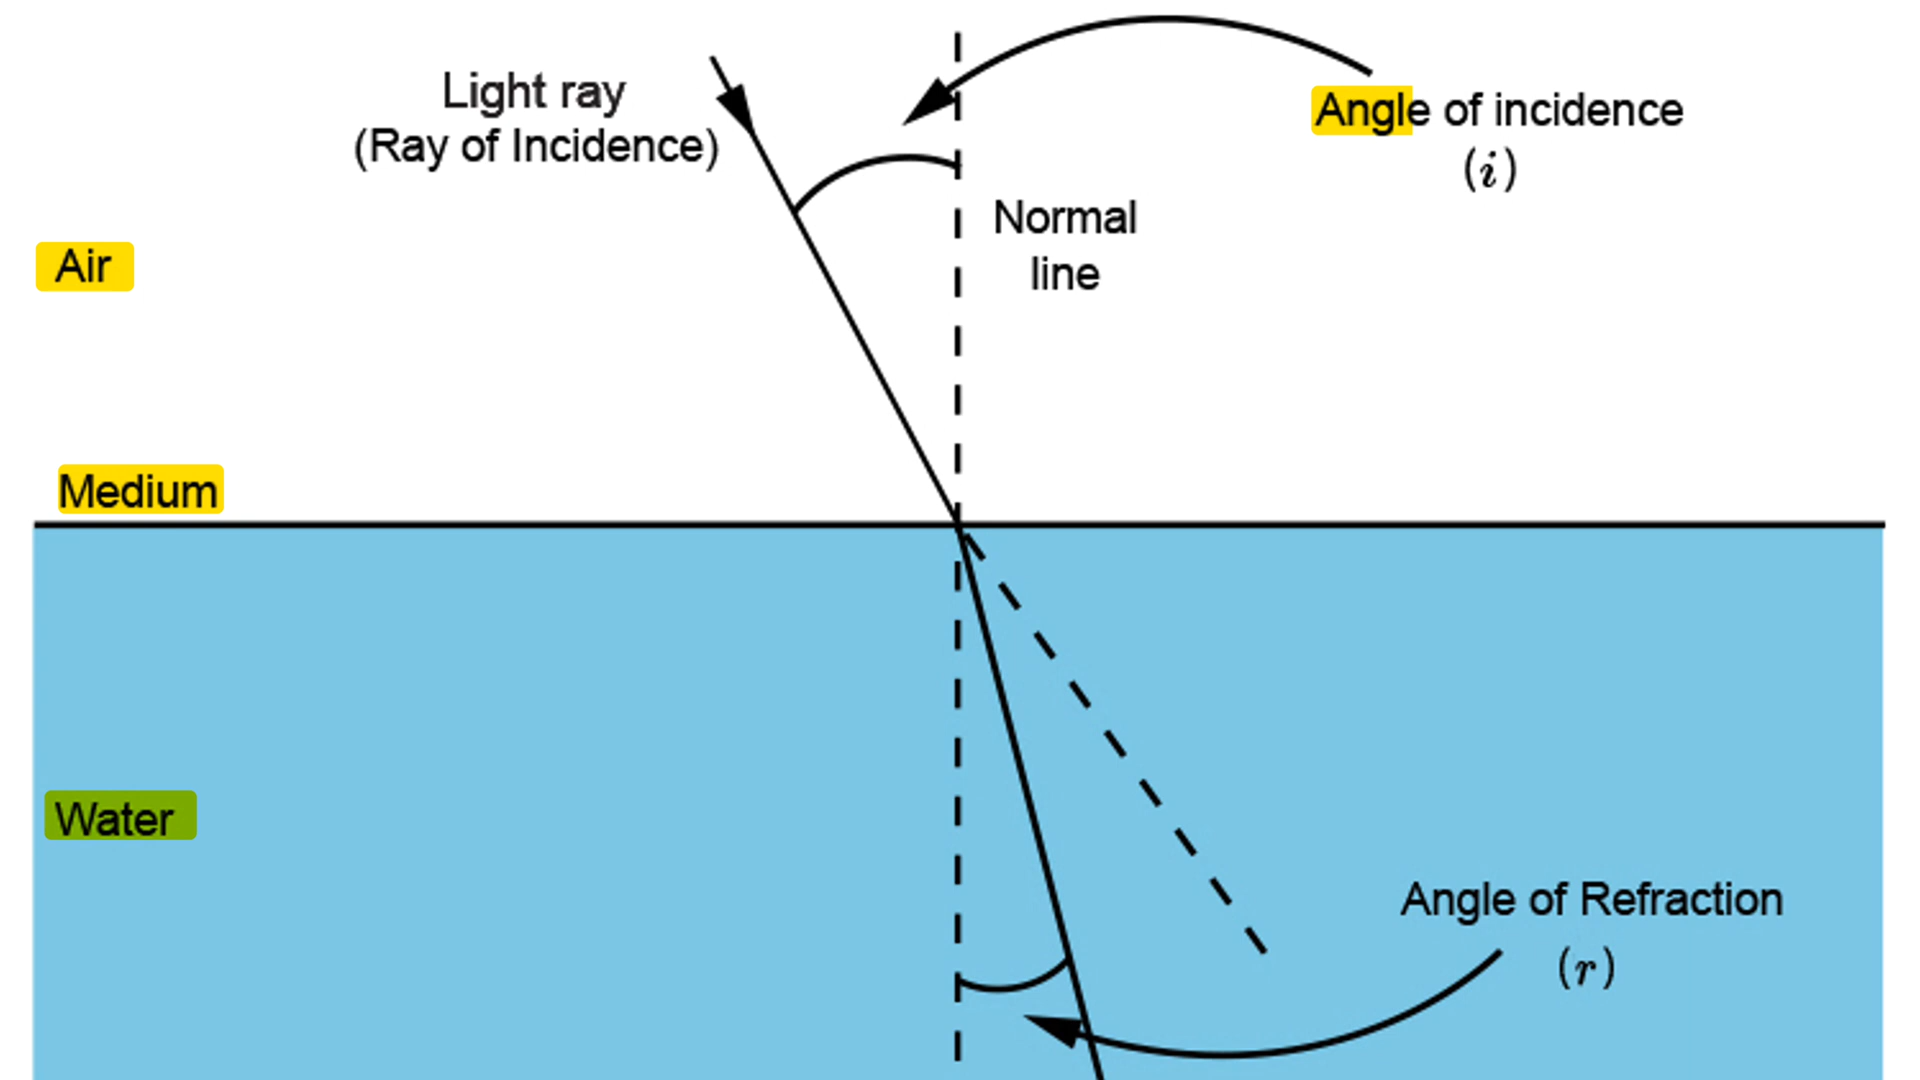 Light ray
(Ray of Incidence)
Angle of incidence
(i)
Normal
line
Air
Medium
Water
Angle of Refraction
(r)